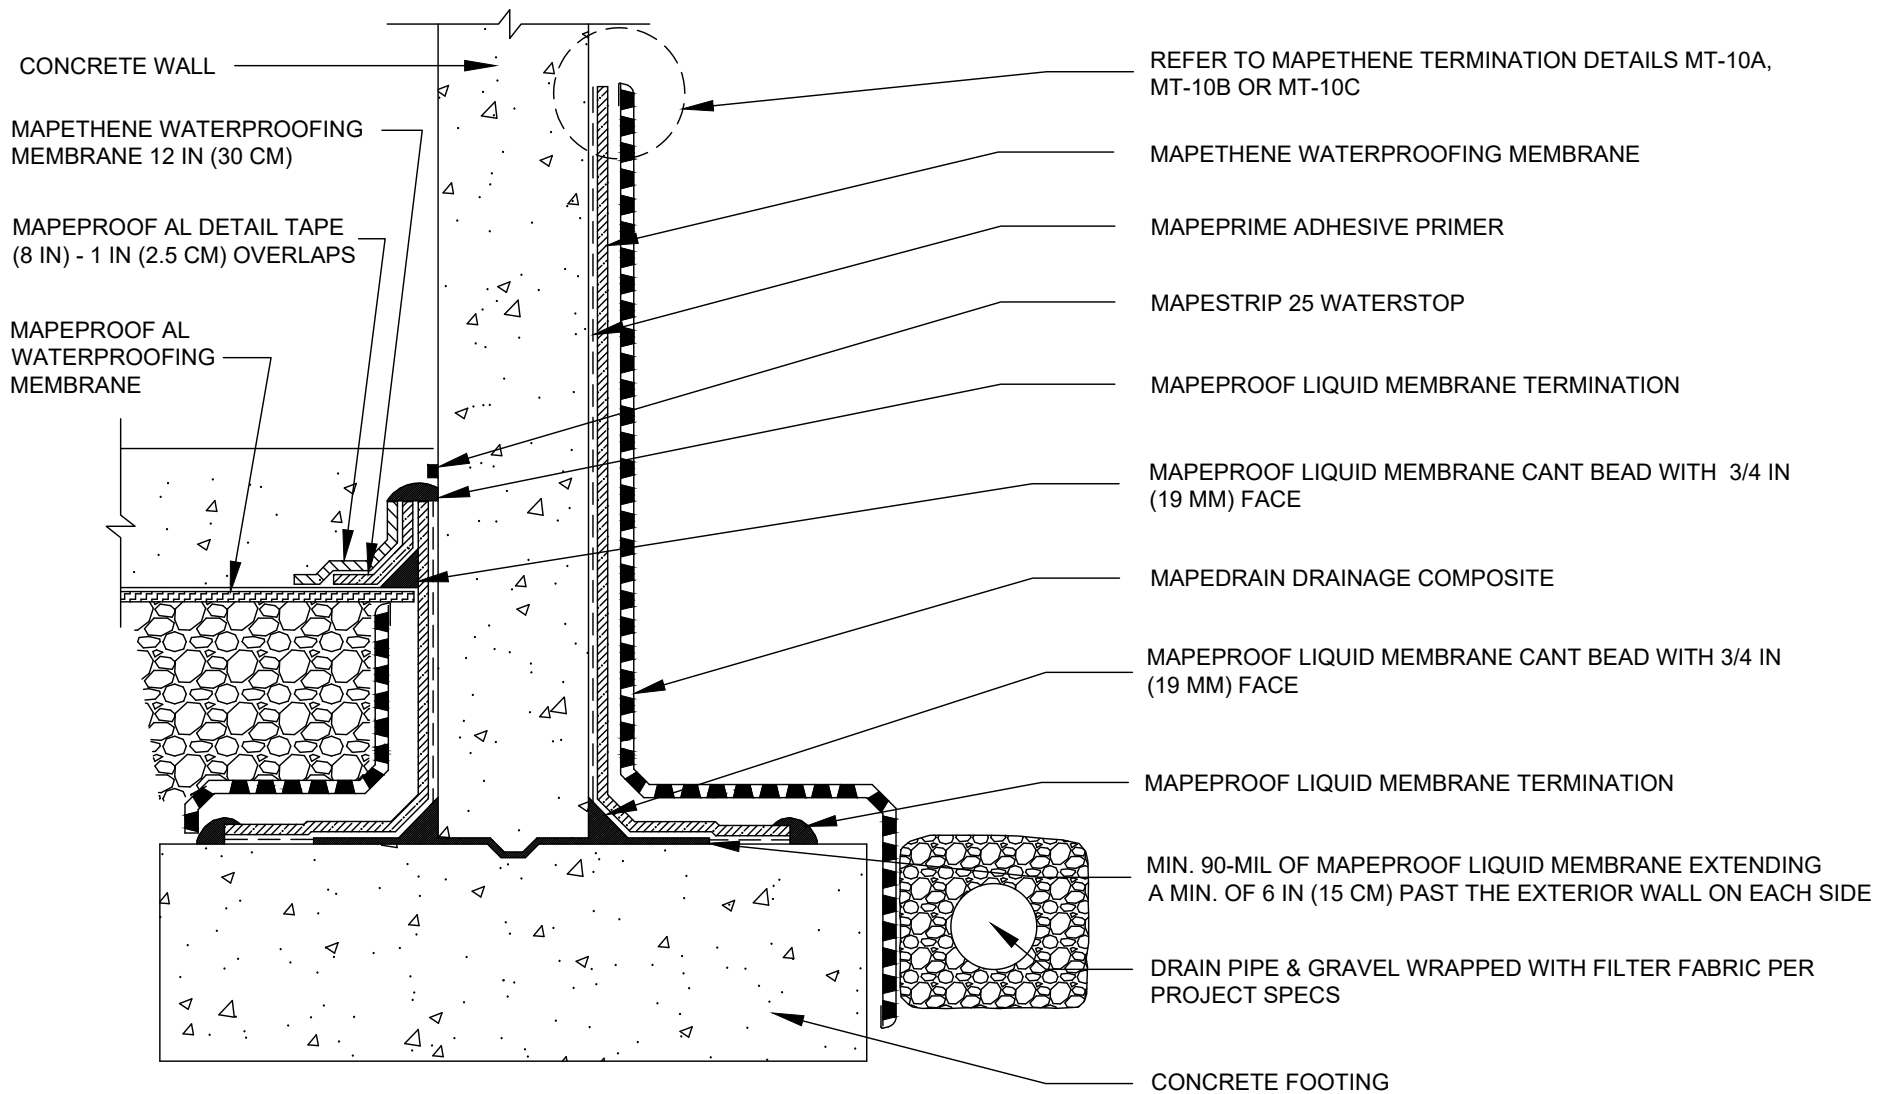 CONCRETE WALL
MAPETHENE WATERPROOFING
MEMBRANE 12 IN (30 CM)
MAPEPROOF AL DETAIL TAPE
(8 IN) - 1 IN (2.5 CM) OVERLAPS
MAPEPROOF AL
WATERPROOFING
MEMBRANE
REFER TO MAPETHENE TERMINATION DETAILS MT-10A,
MT-10B OR MT-10C
MAPETHENE WATERPROOFING MEMBRANE
MAPEPRIME ADHESIVE PRIMER
MAPESTRIP 25 WATERSTOP
MAPEPROOF LIQUID MEMBRANE TERMINATION
MAPEPROOF LIQUID MEMBRANE CANT BEAD WITH 3/4 IN
(19 MM) FACE
MAPEDRAIN DRAINAGE COMPOSITE
MAPEPROOF LIQUID MEMBRANE CANT BEAD WITH 3/4 IN
(19 MM) FACE
MAPEPROOF LIQUID MEMBRANE TERMINATION
MIN. 90-MIL OF MAPEPROOF LIQUID MEMBRANE EXTENDING
A MIN. OF 6 IN (15 CM) PAST THE EXTERIOR WALL ON EACH SIDE
DRAIN PIPE & GRAVEL WRAPPED WITH FILTER FABRIC PER
PROJECT SPECS
CONCRETE FOOTING